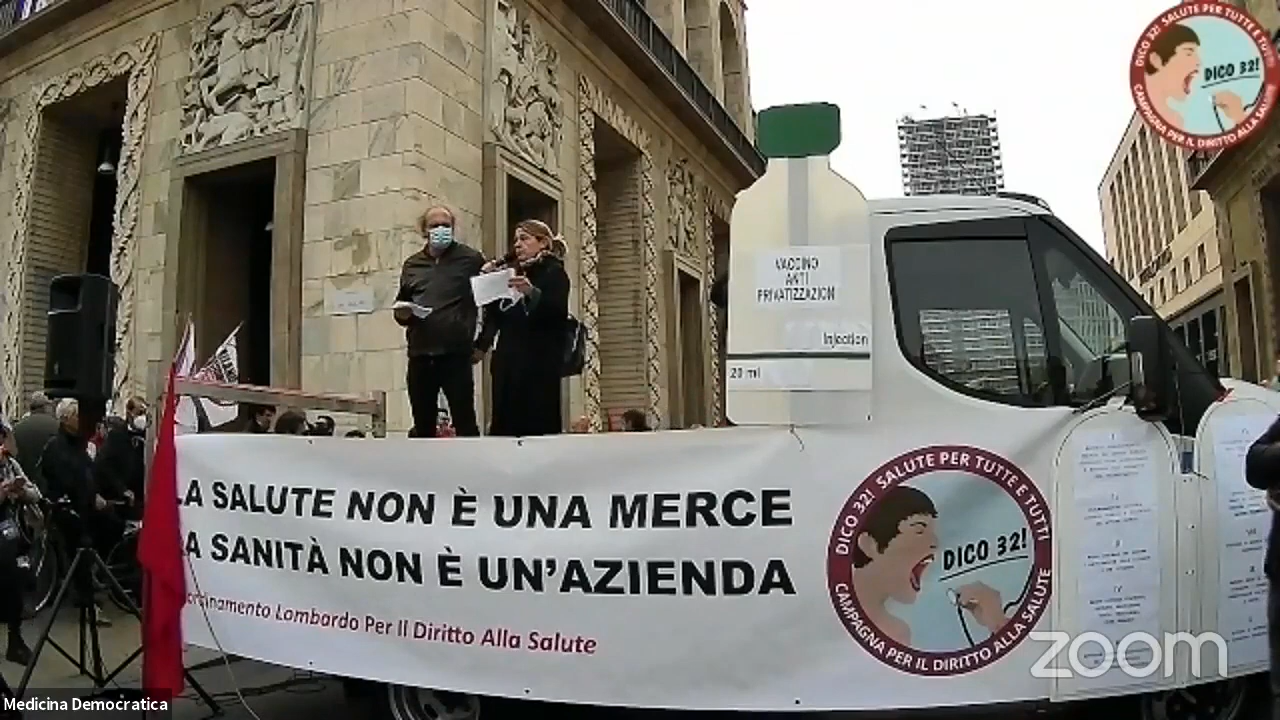 DICO 32! SALUTE PER TUTTE E TUTTI
DICO 32!
CAMPAGNA PER IL DIRITTO ALLA SALUTE
VACCINO
ANTI
PRIVATIZZAZIONI
Injection
20 ml
LA SALUTE NON È UNA MERCE
LA SANITÀ NON È UN'AZIENDA
Lombardo Per Il Diritto Alla Salute
DICO 32! SALUTE PER TUTTE E TUTTI
DICO 32!
CAMPAGNA PER IL DIRITTO ALLA SALUTE
zoom
Medicina Democratica